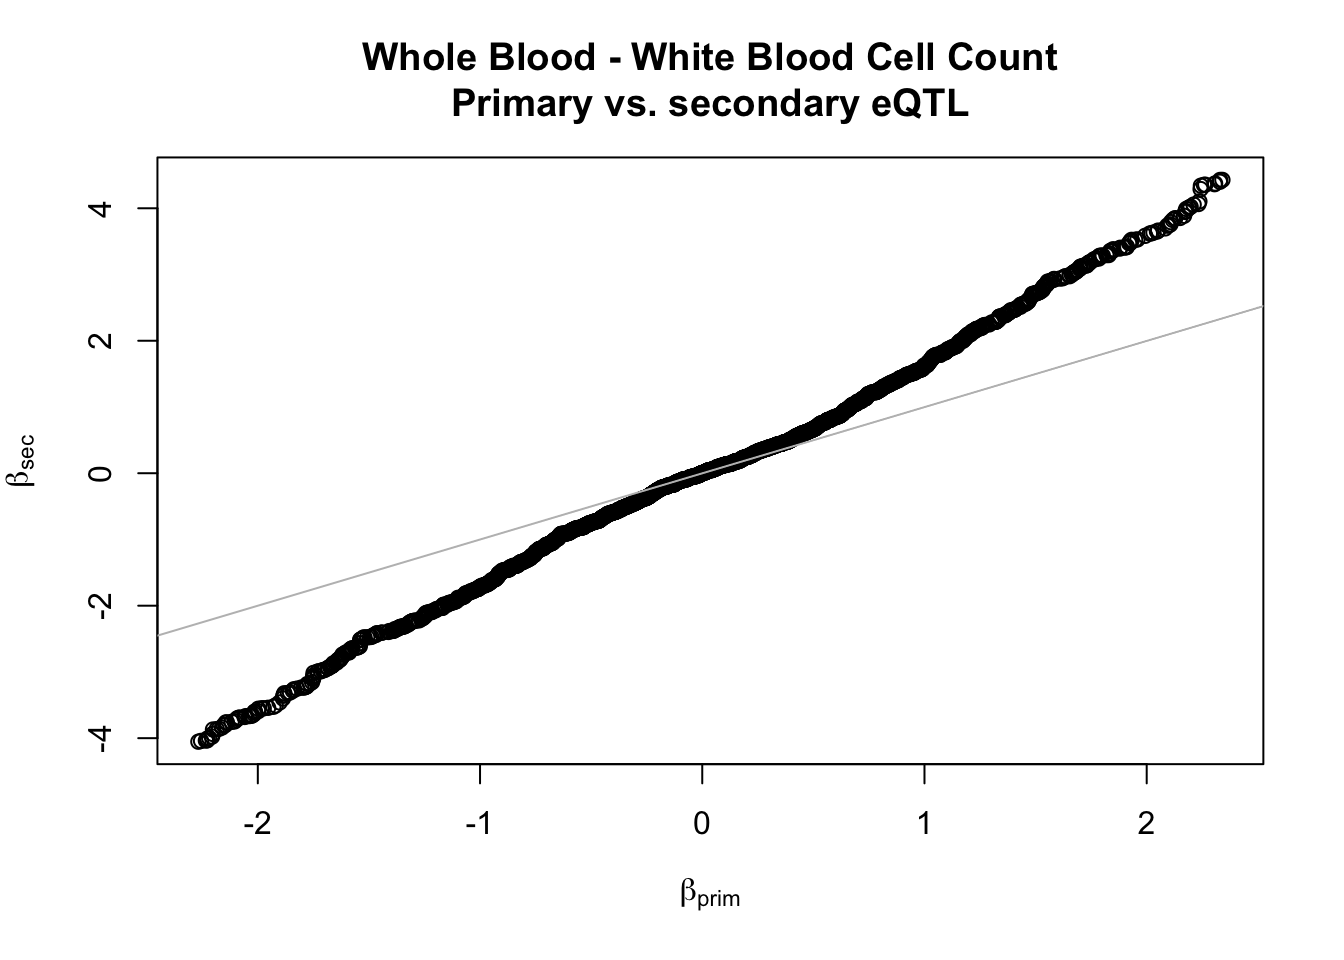 Whole Blood - White Blood Cell Count
Primary vs. secondary eQTL
4
2
0
-2
-4
βsec
-2 -1 0 1 2
βprim